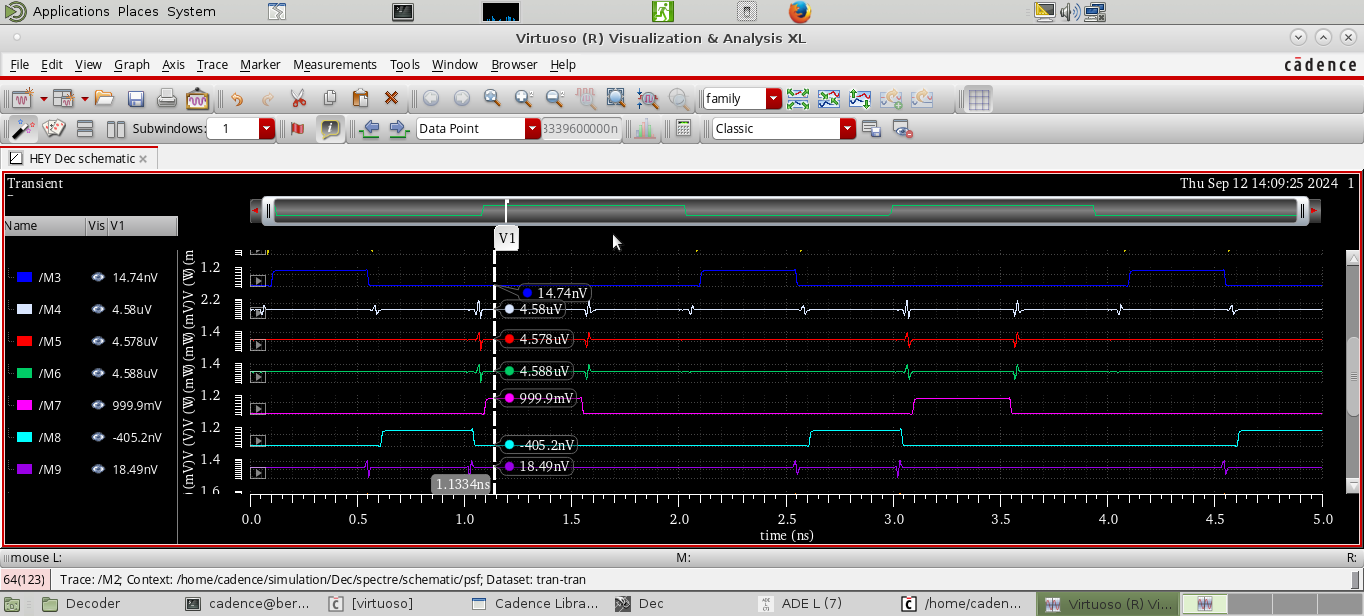 Applications Places System
Virtuoso (R) Visualization & Analysis XL
File Edit View Graph Axis Trace Marker Measurements Tools Window Browser Help
cādence
family
Subwindows: 1 Data Point 3339600000n Classic
HEY Dec schematic
Transient Thu Sep 12 14:09:25 2024 1
Name Vis V1
V1
/M3 14.74nV 1.2 14.74nV
/M4 4.58uV 2.2 4.58uV
/M5 4.578uV 1.4 4.578uV
/M6 4.588uV 1.4 4.588uV
/M7 999.9mV 1.2 999.9mV
/M8 -405.2nV 1.2 -405.2nV
/M9 18.49nV 1.4 18.49nV
1.1334ns
1.6
0.0 0.5 1.0 1.5 2.0 2.5 3.0 3.5 4.0 4.5 5.0
time (ns)
mouse L: M: R:
64(123) Trace: /M2; Context: /home/cadence/simulation/Dec/spectre/schematic/psf; Dataset: tran-tran
Decoder cadence@ber... [virtuoso] Cadence Libra... Dec ADE L (7) /home/caden... Virtuoso (R) Vi...